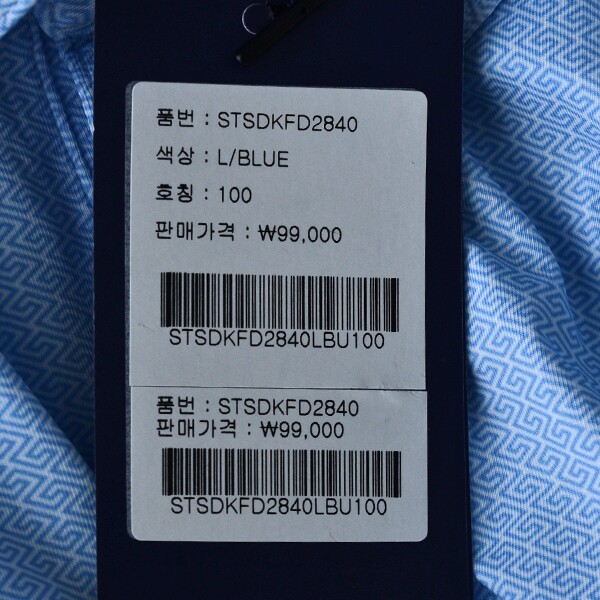 품번 : STSDKFD2840
색상 : L/BLUE
호칭 : 100
판매가격 : ₩99,000
STSDKFD2840LBU100
품번 : STSDKFD2840
판매가격 : ₩99,000
STSDKFD2840LBU100